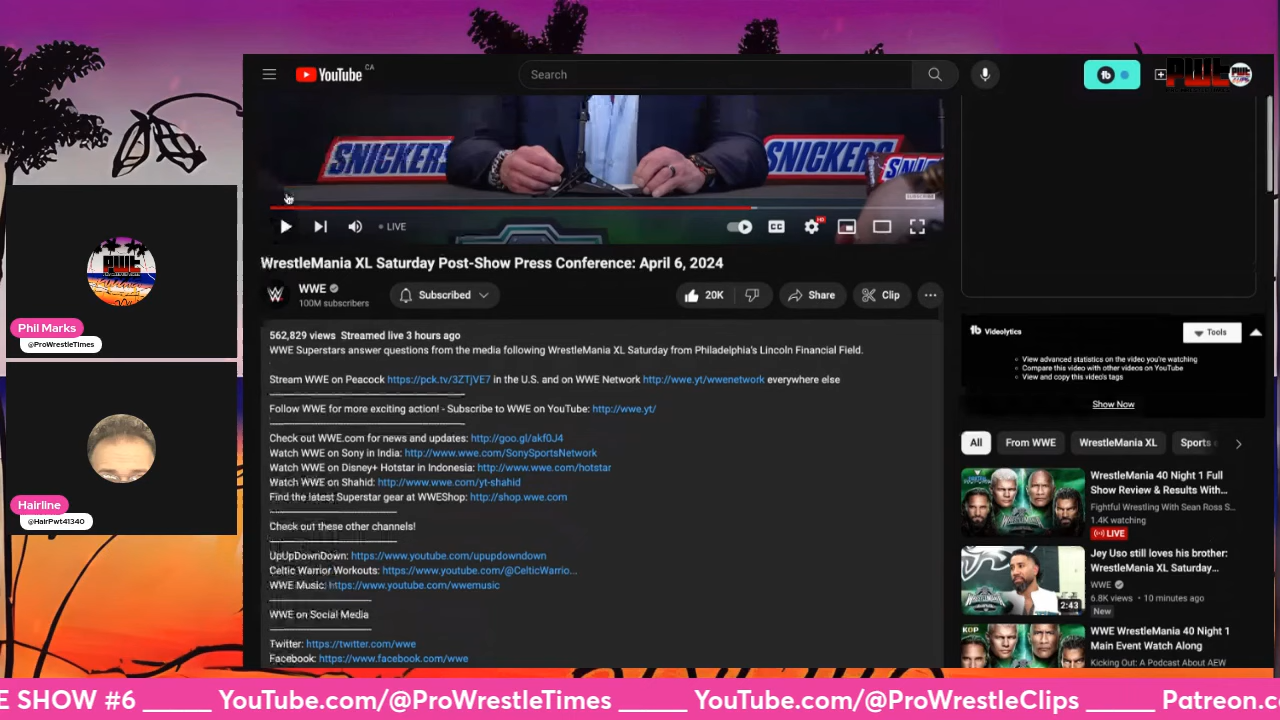 YouTube CA
Search
PWT
SNICKERS
SNICKERS
SUBSCRIBE
LIVE
CC
HD
WrestleMania XL Saturday Post-Show Press Conference: April 6, 2024
WWE
100M subscribers
Subscribed
20K
Share
Clip
562,829 views Streamed live 3 hours ago
WWE Superstars answer questions from the media following WrestleMania XL Saturday from Philadelphia's Lincoln Financial Field.
Stream WWE on Peacock https://pck.tv/3ZTjVE7 in the U.S. and on WWE Network http://wwe.yt/wwenetwork everywhere else
Follow WWE for more exciting action! - Subscribe to WWE on YouTube: http://wwe.yt/
Check out WWE.com for news and updates: http://goo.gl/akf0J4
Watch WWE on Sony in India: http://www.wwe.com/SonySportsNetwork
Watch WWE on Disney+ Hotstar in Indonesia: http://www.wwe.com/hotstar
Watch WWE on Shahid: http://www.wwe.com/yt-shahid
Find the latest Superstar gear at WWEShop: http://shop.wwe.com
Check out these other channels!
UpUpDownDown: https://www.youtube.com/upupdowndown
Celtic Warrior Workouts: https://www.youtube.com/@CelticWarrio...
WWE Music: https://www.youtube.com/wwemusic
WWE on Social Media
Twitter: https://twitter.com/wwe
Facebook: https://www.facebook.com/wwe
Videolytics
Tools
View advanced statistics on the video you're watching
Compare this video with other videos on YouTube
View and copy this video's tags
Show Now
All
From WWE
WrestleMania XL
Sports
WrestleMania 40 Night 1 Full
Show Review & Results With...
Fightful Wrestling With Sean Ross S...
1.4K watching
LIVE
Jey Uso still loves his brother:
WrestleMania XL Saturday...
WWE
6.8K views • 10 minutes ago
New
2:43
KOP
WWE WrestleMania 40 Night 1
Main Event Watch Along
Kicking Out: A Podcast About AEW
PWT
Phil Marks
@ProWrestleTimes
Hairline
@HairPwt41340
E SHOW #6 ______ YouTube.com/@ProWrestleTimes ______ YouTube.com/@ProWrestleClips ______ Patreon.c